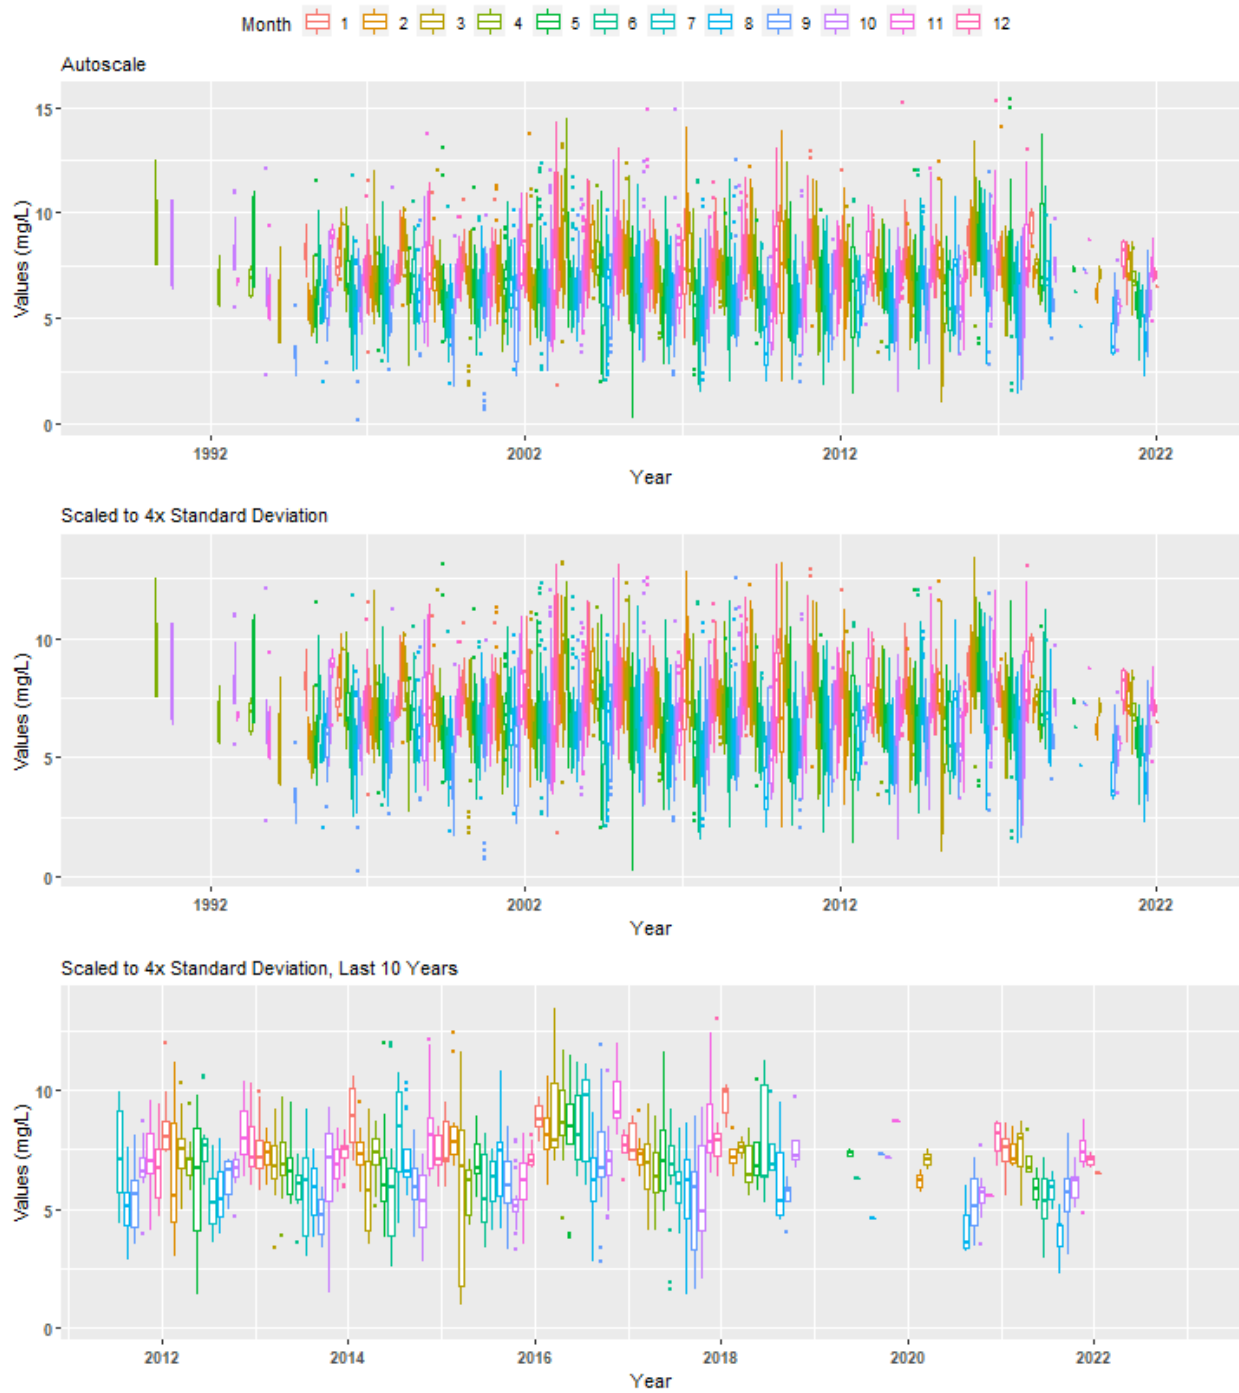 Month 1 2 3 4 5 6 7 8 9 10 11 12
Autoscale
15
10
5
0
Values (mg/L)
1992 2002 2012 2022
Year
Scaled to 4x Standard Deviation
10
5
0
Values (mg/L)
1992 2002 2012 2022
Year
Scaled to 4x Standard Deviation, Last 10 Years
10
5
0
Values (mg/L)
2012 2014 2016 2018 2020 2022
Year